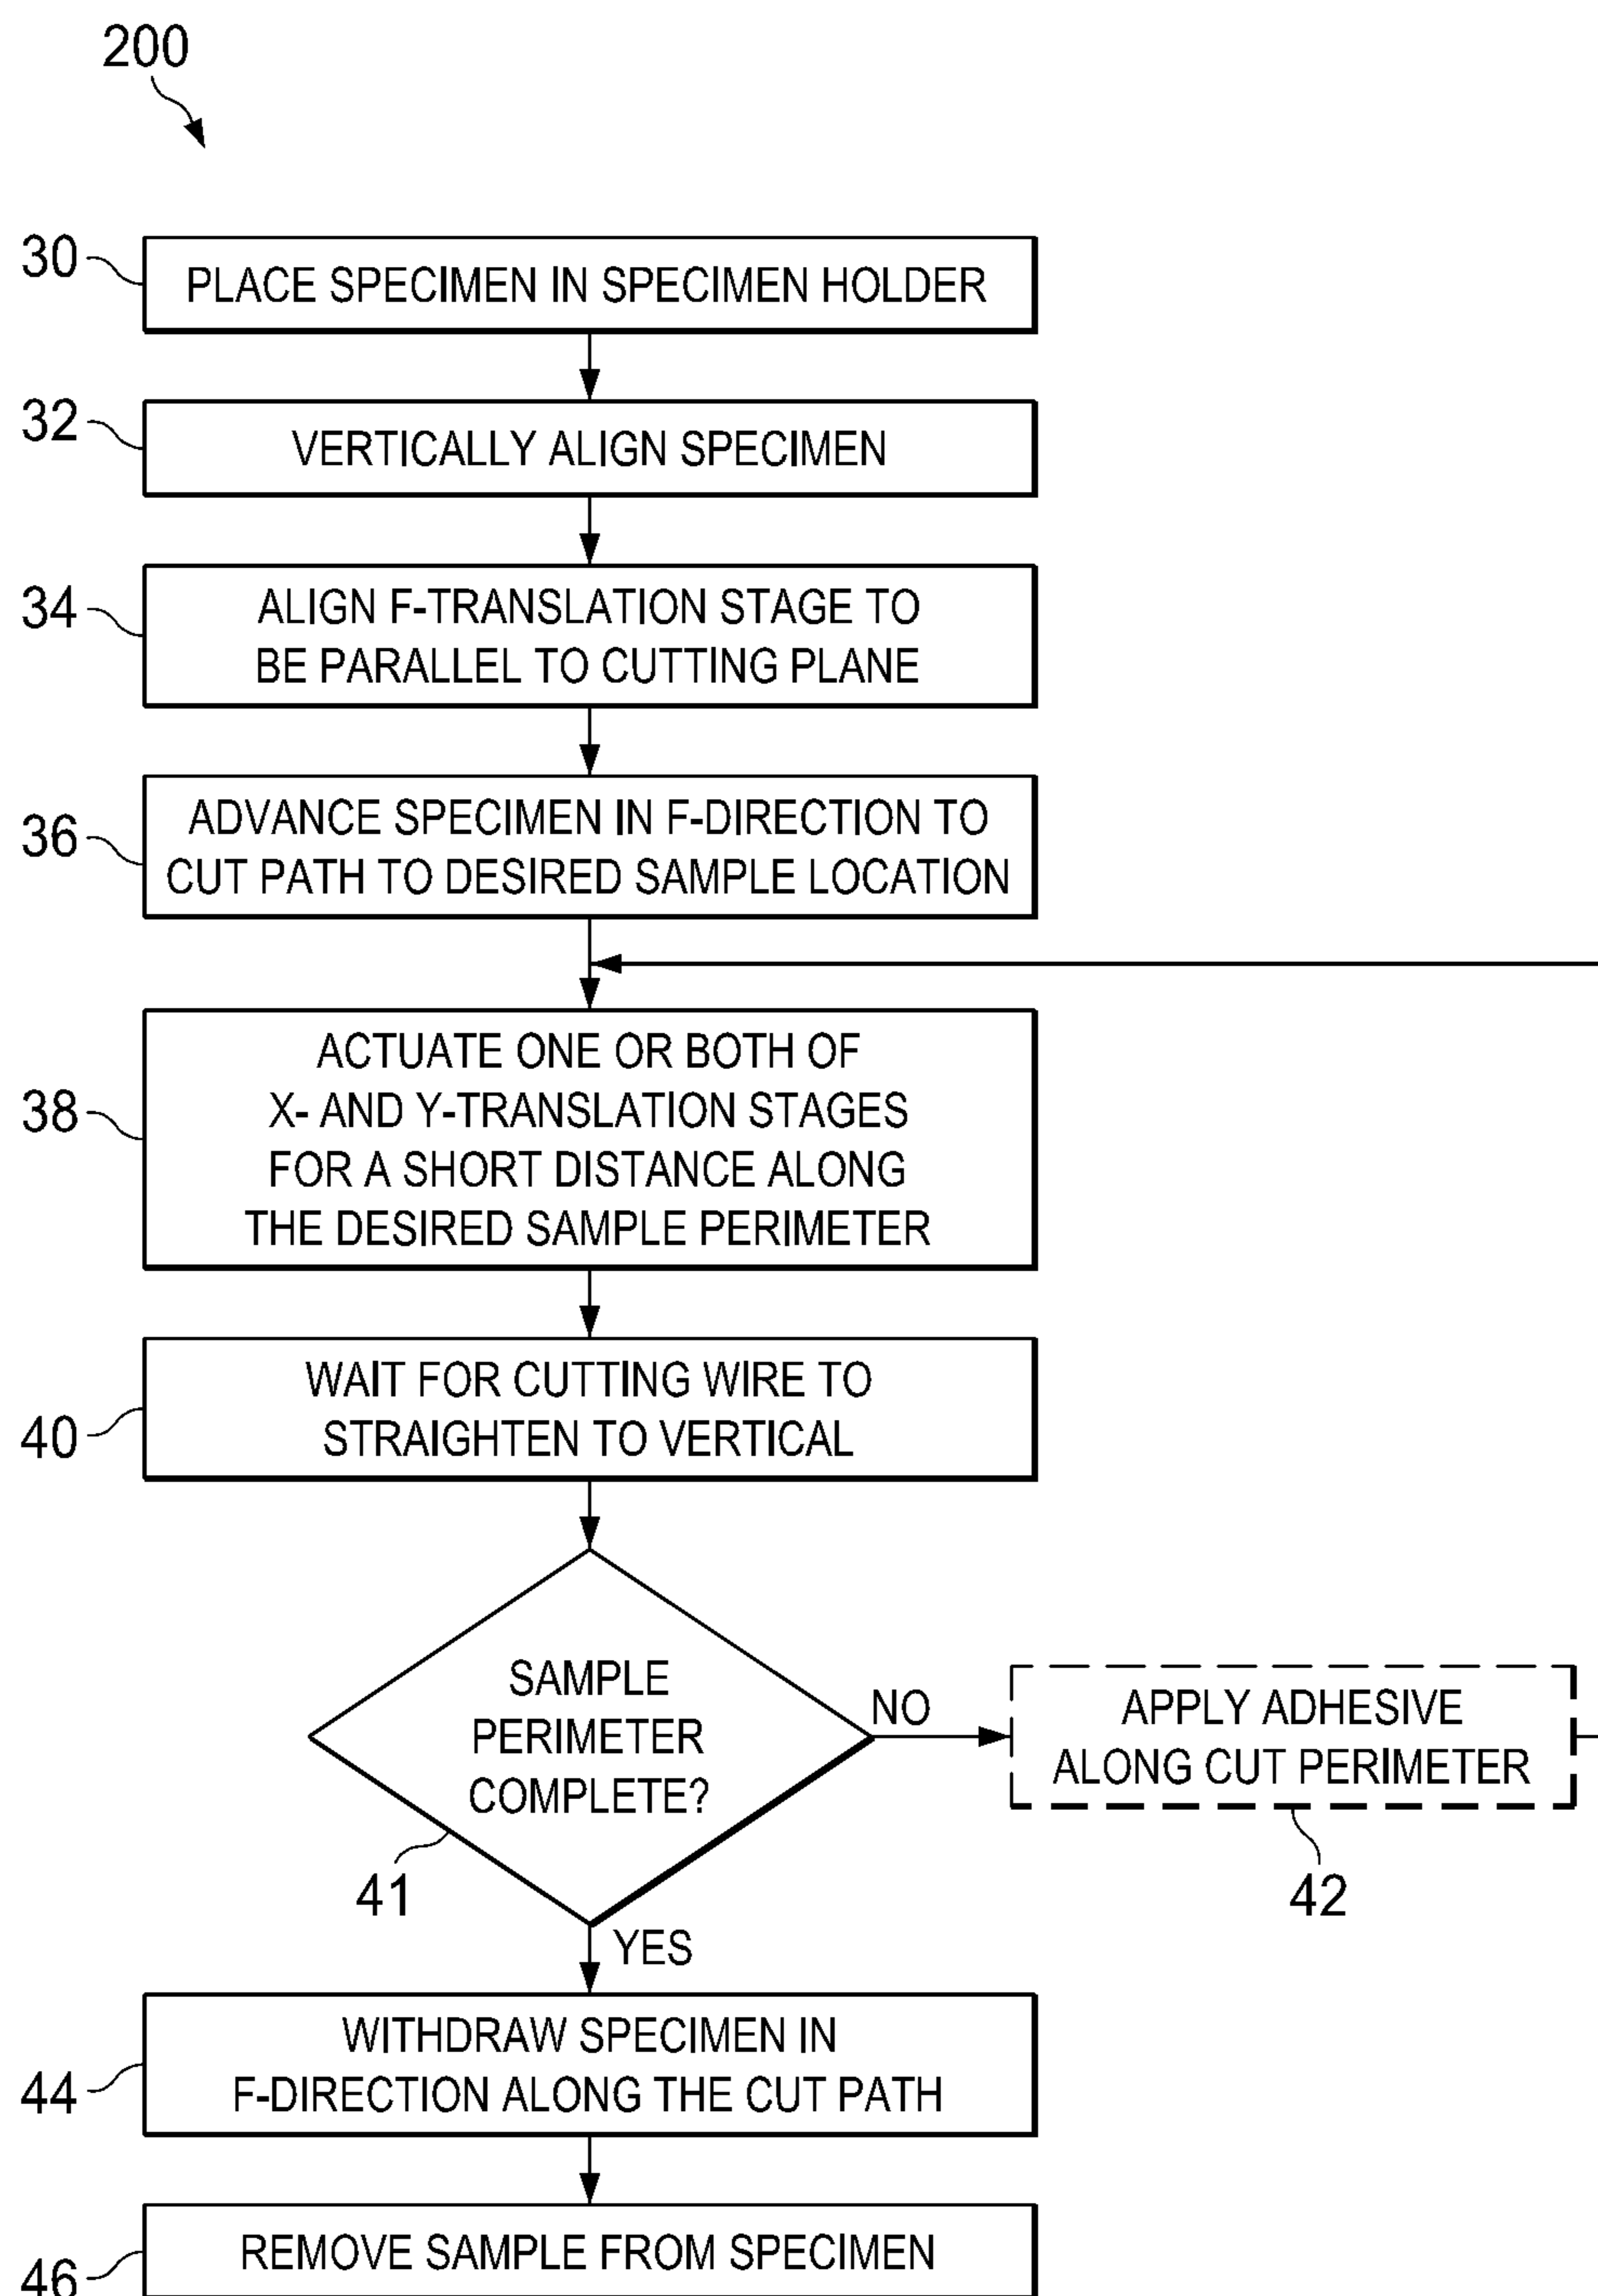 200
30
PLACE SPECIMEN IN SPECIMEN HOLDER
32
VERTICALLY ALIGN SPECIMEN
34
ALIGN F-TRANSLATION STAGE TO
BE PARALLEL TO CUTTING PLANE
36
ADVANCE SPECIMEN IN F-DIRECTION TO
CUT PATH TO DESIRED SAMPLE LOCATION
38
ACTUATE ONE OR BOTH OF
X- AND Y-TRANSLATION STAGES
FOR A SHORT DISTANCE ALONG
THE DESIRED SAMPLE PERIMETER
40
WAIT FOR CUTTING WIRE TO
STRAIGHTEN TO VERTICAL
SAMPLE
PERIMETER
COMPLETE?
41
NO
APPLY ADHESIVE
ALONG CUT PERIMETER
42
YES
44
WITHDRAW SPECIMEN IN
F-DIRECTION ALONG THE CUT PATH
46
REMOVE SAMPLE FROM SPECIMEN